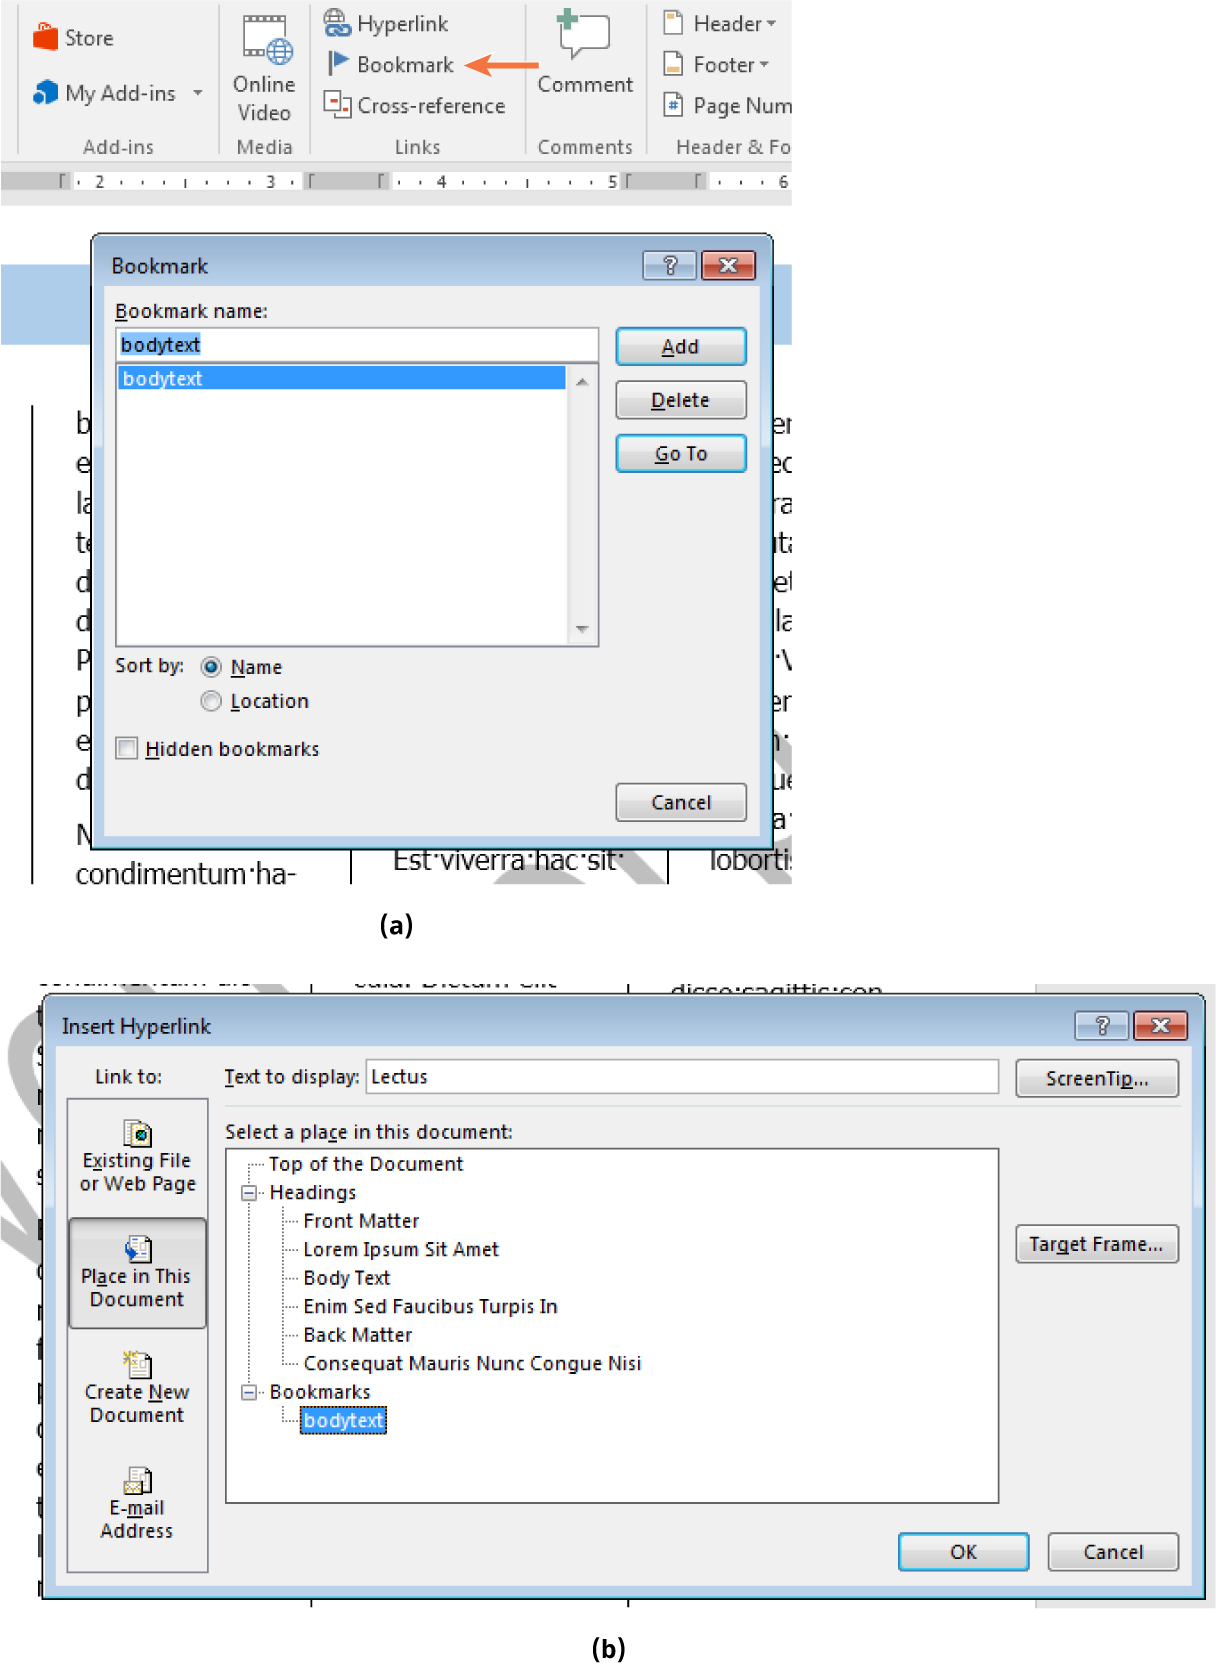 Store
My Add-ins
Add-ins
Online
Video
Media
Hyperlink
Bookmark
Cross-reference
Links
Comment
Comments
Header
Footer
Page Num
Header & Fo
2 3 4 5 6
Bookmark
Bookmark name:
bodytext
bodytext
Add
Delete
Go To
Sort by:
Name
Location
Hidden bookmarks
Cancel
condimentum·ha-
Est·viverra·hac·sit·
lobortis
(a)
Insert Hyperlink
Link to:
Text to display: Lectus
ScreenTip...
Existing File
or Web Page
Place in This
Document
Create New
Document
E-mail
Address
Select a place in this document:
Top of the Document
Headings
Front Matter
Lorem Ipsum Sit Amet
Body Text
Enim Sed Faucibus Turpis In
Back Matter
Consequat Mauris Nunc Congue Nisi
Bookmarks
bodytext
Target Frame...
OK
Cancel
(b)